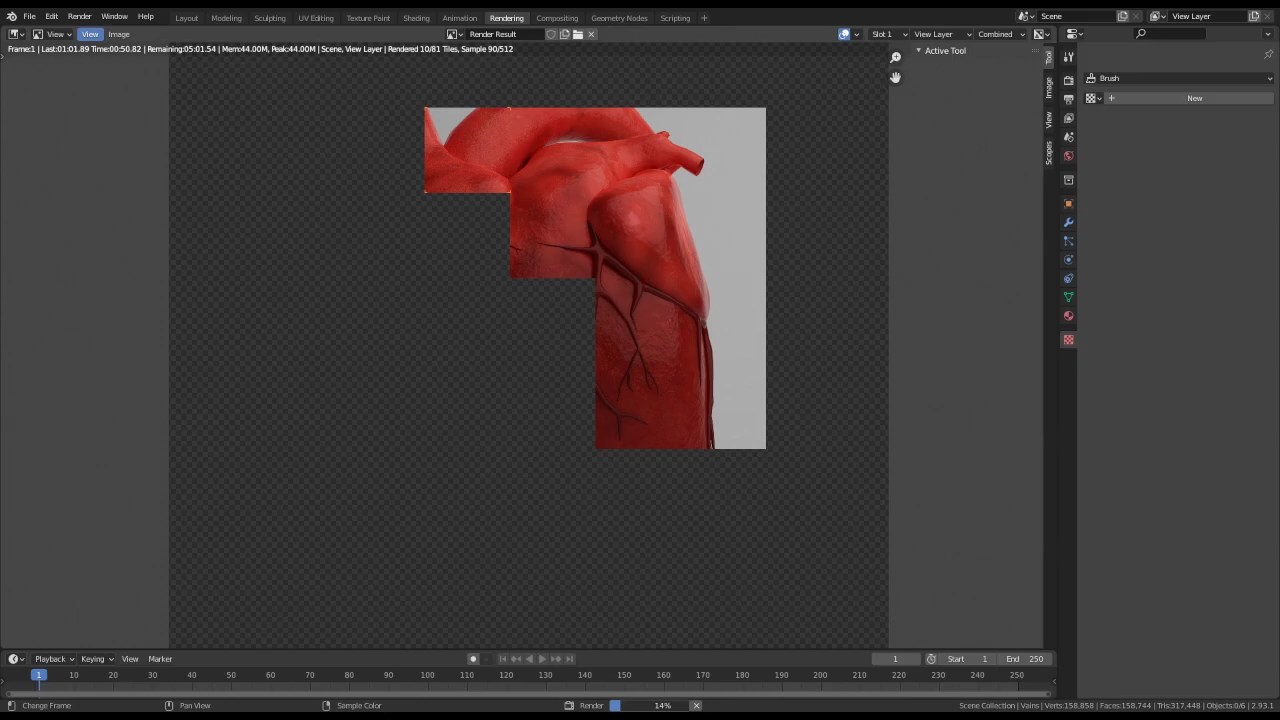 File Edit Render Window Help Layout Modeling Sculpting UV Editing Texture Paint Shading Animation Rendering Compositing Geometry Nodes Scripting + Scene View Layer
View View Image Render Result Slot 1 View Layer Combined
Frame:1 | Last:01:01.89 Time:00:50.82 | Remaining:05:01.54 | Mem:44.00M, Peak:44.00M | Scene, View Layer | Rendered 10/81 Tiles, Sample 90/512
Active Tool
Tool
Image
View
Scopes
Brush
+ New
Playback Keying View Marker 1 Start 1 End 250
1 10 20 30 40 50 60 70 80 90 100 110 120 130 140 150 160 170 180 190 200 210 220 230 240 250
Change Frame Pan View Sample Color Render 14% Scene Collection | Vains | Verts:158,858 | Faces:158,744 | Tris:317,448 | Objects:0/6 | 2.93.1